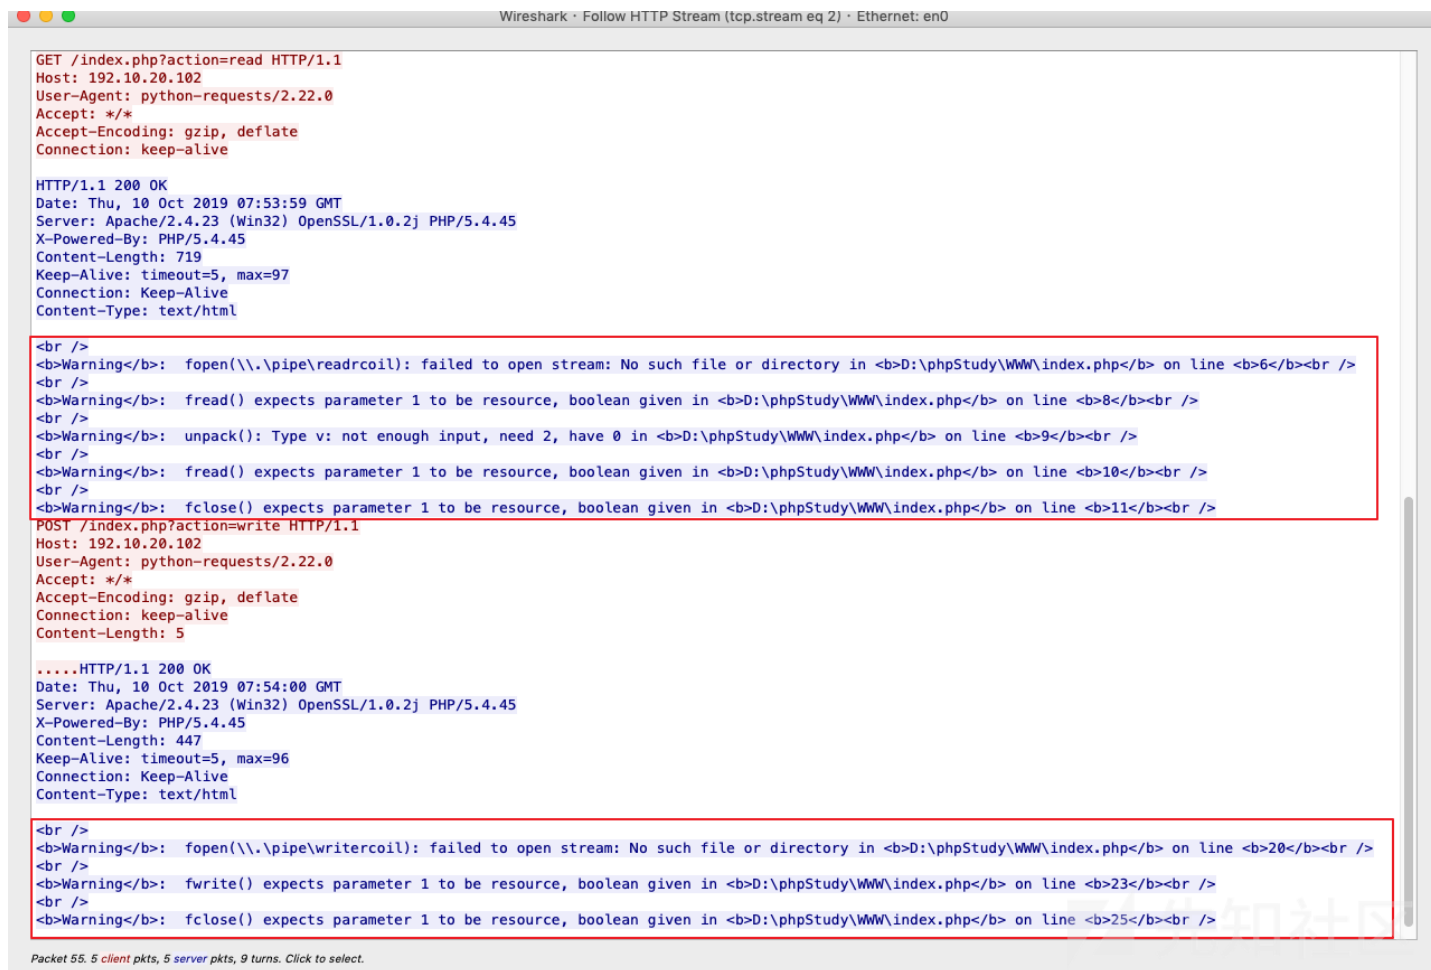 Wireshark · Follow HTTP Stream (tcp.stream eq 2) · Ethernet: en0
GET /index.php?action=read HTTP/1.1
Host: 192.10.20.102
User-Agent: python-requests/2.22.0
Accept: */*
Accept-Encoding: gzip, deflate
Connection: keep-alive
HTTP/1.1 200 OK
Date: Thu, 10 Oct 2019 07:53:59 GMT
Server: Apache/2.4.23 (Win32) OpenSSL/1.0.2j PHP/5.4.45
X-Powered-By: PHP/5.4.45
Content-Length: 719
Keep-Alive: timeout=5, max=97
Connection: Keep-Alive
Content-Type: text/html
<br />
<b>Warning</b>:  fopen(\\.\pipe\readrcoil): failed to open stream: No such file or directory in <b>D:\phpStudy\WWW\index.php</b> on line <b>6</b><br />
<br />
<b>Warning</b>:  fread() expects parameter 1 to be resource, boolean given in <b>D:\phpStudy\WWW\index.php</b> on line <b>8</b><br />
<br />
<b>Warning</b>:  unpack(): Type v: not enough input, need 2, have 0 in <b>D:\phpStudy\WWW\index.php</b> on line <b>9</b><br />
<br />
<b>Warning</b>:  fread() expects parameter 1 to be resource, boolean given in <b>D:\phpStudy\WWW\index.php</b> on line <b>10</b><br />
<br />
<b>Warning</b>:  fclose() expects parameter 1 to be resource, boolean given in <b>D:\phpStudy\WWW\index.php</b> on line <b>11</b><br />
POST /index.php?action=write HTTP/1.1
Host: 192.10.20.102
User-Agent: python-requests/2.22.0
Accept: */*
Accept-Encoding: gzip, deflate
Connection: keep-alive
Content-Length: 5
.....HTTP/1.1 200 OK
Date: Thu, 10 Oct 2019 07:54:00 GMT
Server: Apache/2.4.23 (Win32) OpenSSL/1.0.2j PHP/5.4.45
X-Powered-By: PHP/5.4.45
Content-Length: 447
Keep-Alive: timeout=5, max=96
Connection: Keep-Alive
Content-Type: text/html
<br />
<b>Warning</b>:  fopen(\\.\pipe\writercoil): failed to open stream: No such file or directory in <b>D:\phpStudy\WWW\index.php</b> on line <b>20</b><br />
<br />
<b>Warning</b>:  fwrite() expects parameter 1 to be resource, boolean given in <b>D:\phpStudy\WWW\index.php</b> on line <b>23</b><br />
<br />
<b>Warning</b>:  fclose() expects parameter 1 to be resource, boolean given in <b>D:\phpStudy\WWW\index.php</b> on line <b>25</b><br />
先知社区
Packet 55. 5 client pkts, 5 server pkts, 9 turns. Click to select.